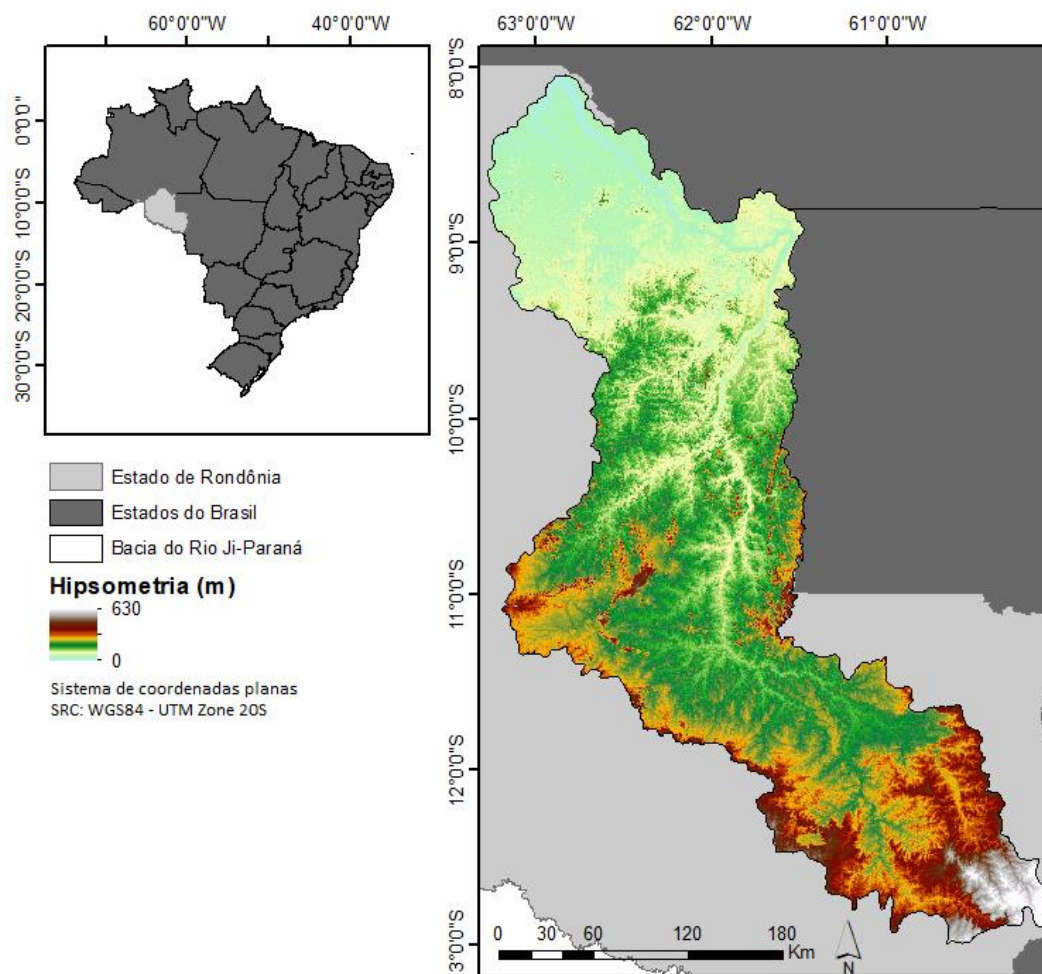 60°0'0"W 40°0'0"W
0°0'0"
10°0'0"S
20°0'0"S
30°0'0"S
63°0'0"W 62°0'0"W 61°0'0"W
8°0'0"S
9°0'0"S
10°0'0"S
11°0'0"S
12°0'0"S
3°0'0"S
Estado de Rondônia
Estados do Brasil
Bacia do Rio Ji-Paraná
Hipsometria (m)
630
0
Sistema de coordenadas planas
SRC: WGS84 - UTM Zone 20S
0 30 60 120 180
Km
N